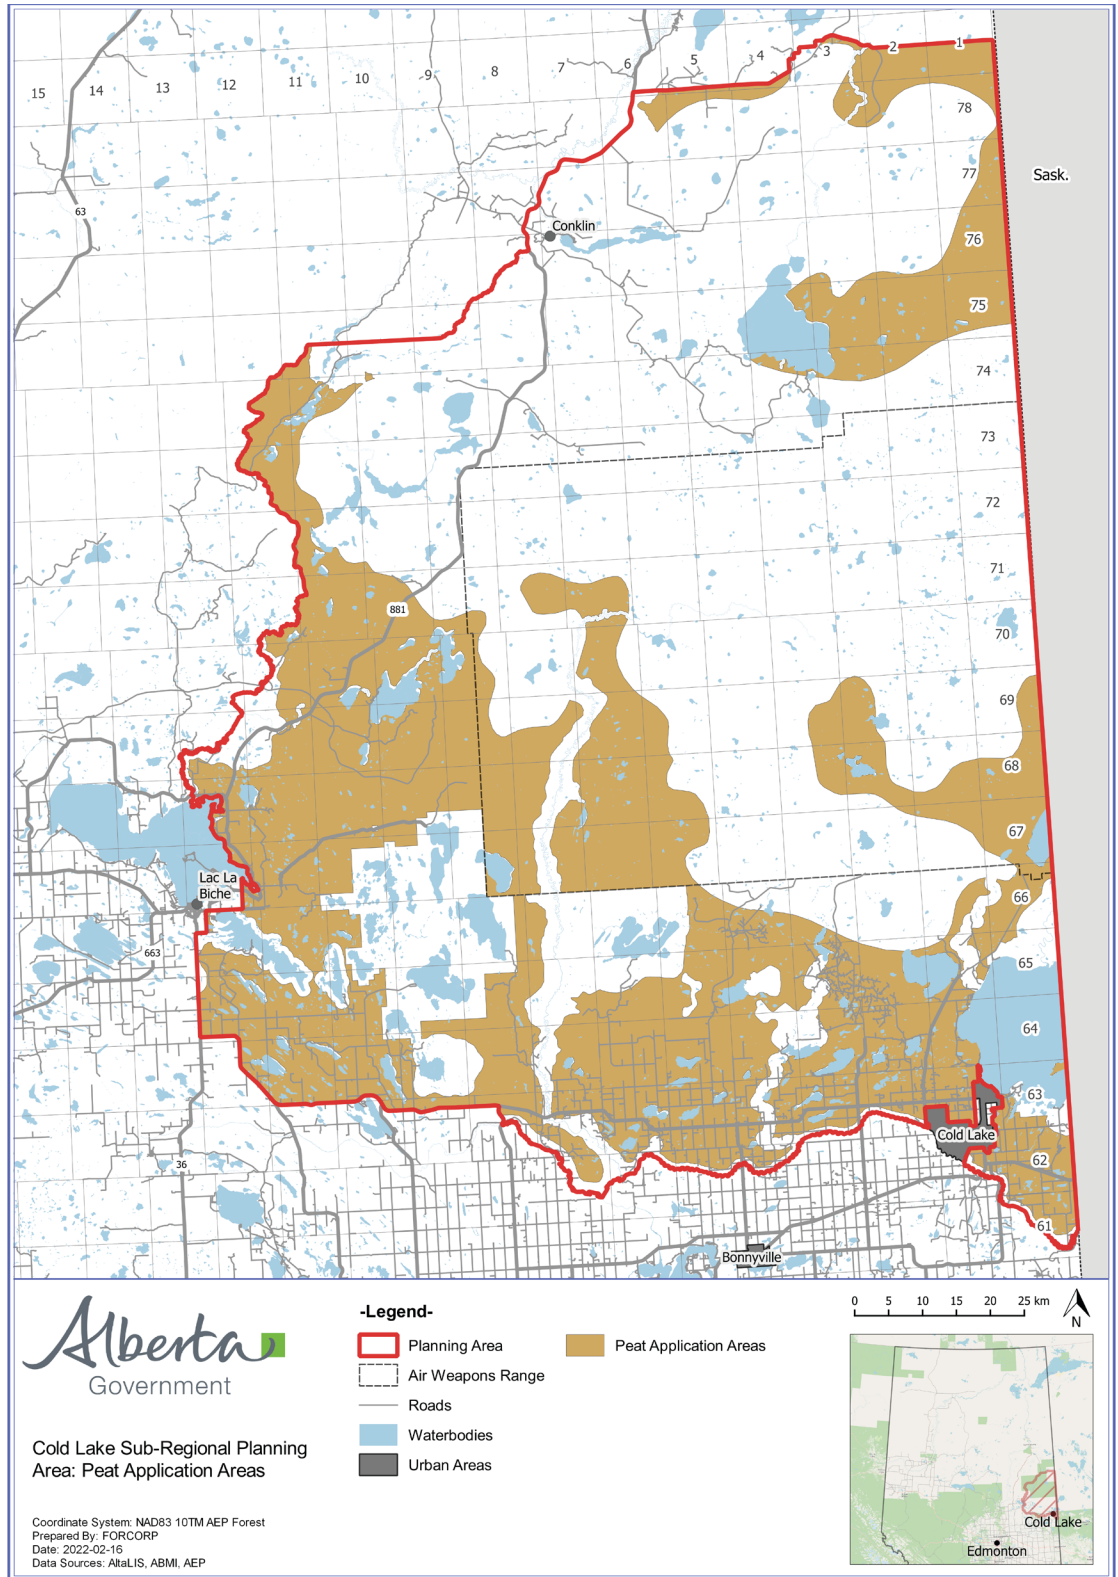 1
2
3
4
5
6
7
8
9
10
11
12
13
14
15
78
77
Sask.
63
Conklin
76
75
74
73
72
71
881
70
69
68
67
Lac La
Biche
66
663
65
64
63
Cold Lake
62
36
61
Bonnyville
Alberta
Government
Cold Lake Sub-Regional Planning
Area: Peat Application Areas
Coordinate System: NAD83 10TM AEP Forest
Prepared By: FORCORP
Date: 2022-02-16
Data Sources: AltaLIS, ABMI, AEP
-Legend-
Planning Area
Peat Application Areas
Air Weapons Range
Roads
Waterbodies
Urban Areas
0 5 10 15 20 25 km
N
Cold Lake
Edmonton